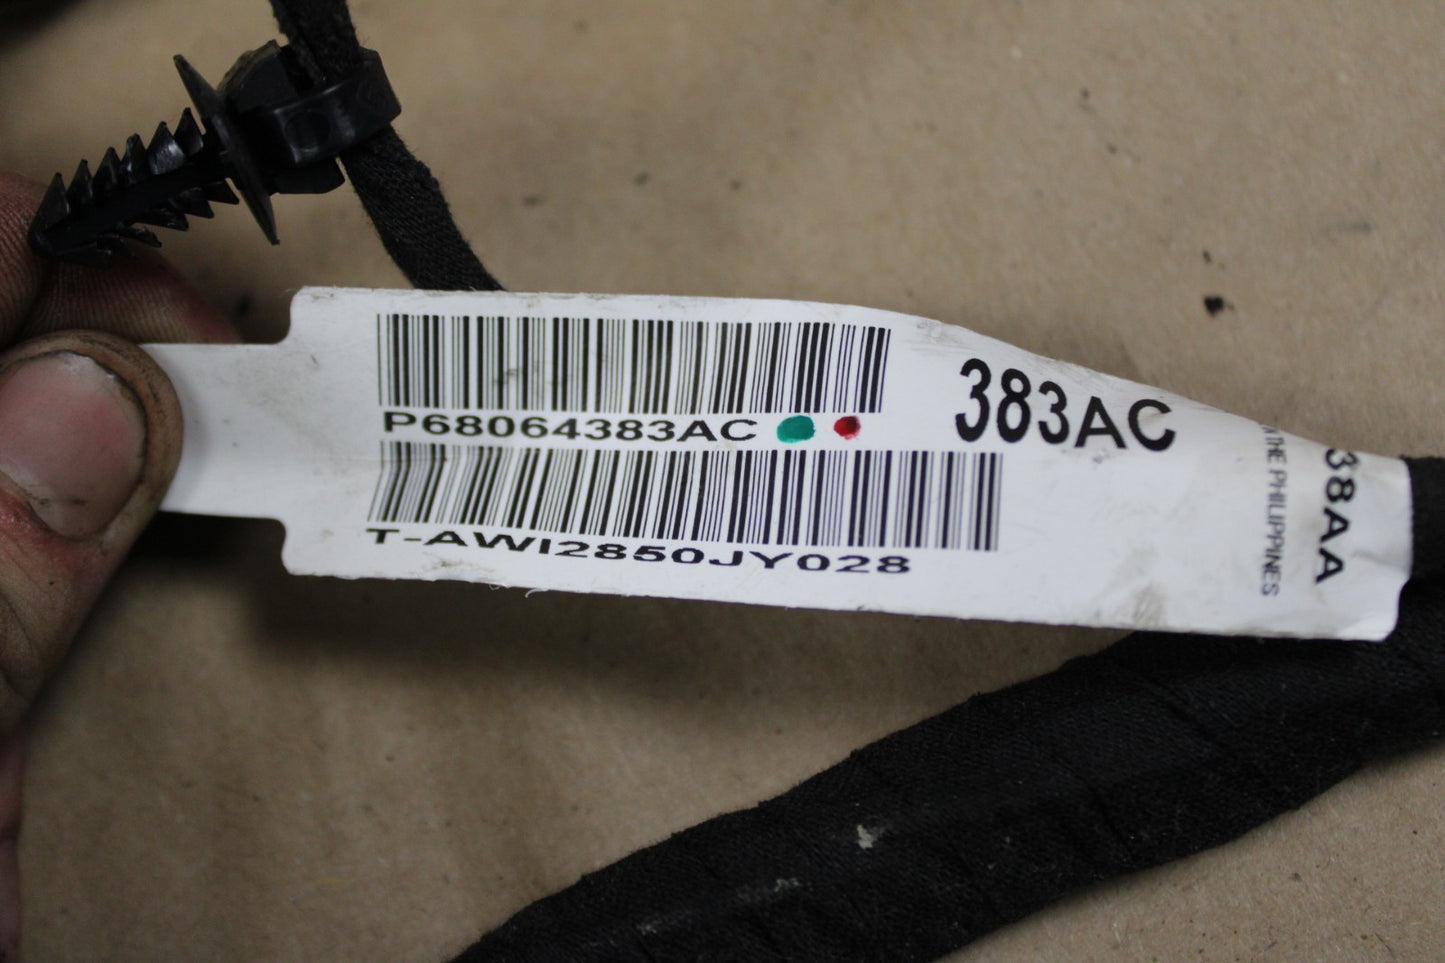 P68064383AC
T-AWI2850JY028
383AC
THE PHILIPPINES
38AA